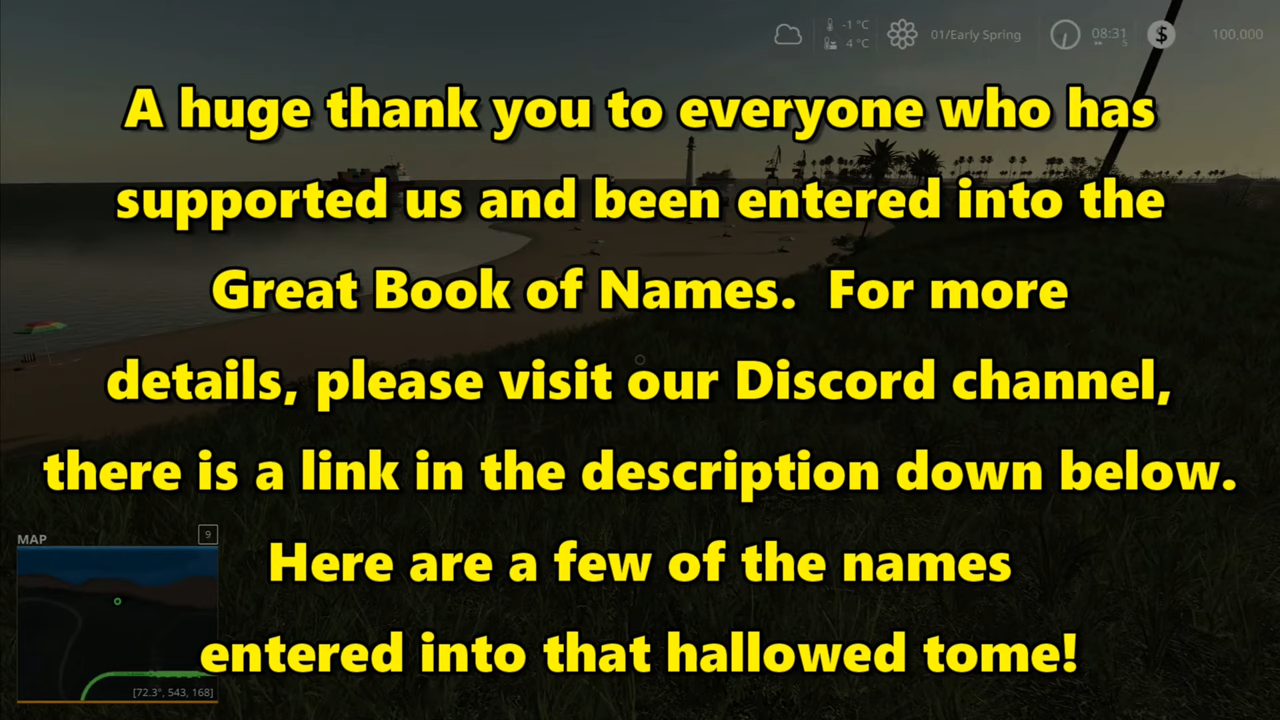 -1 °C
4 °C
01/Early Spring
08:31
5
$
100,000
A huge thank you to everyone who has
supported us and been entered into the
Great Book of Names.  For more
details, please visit our Discord channel,
there is a link in the description down below.
Here are a few of the names
entered into that hallowed tome!
MAP
9
[72.3°, 543, 168]